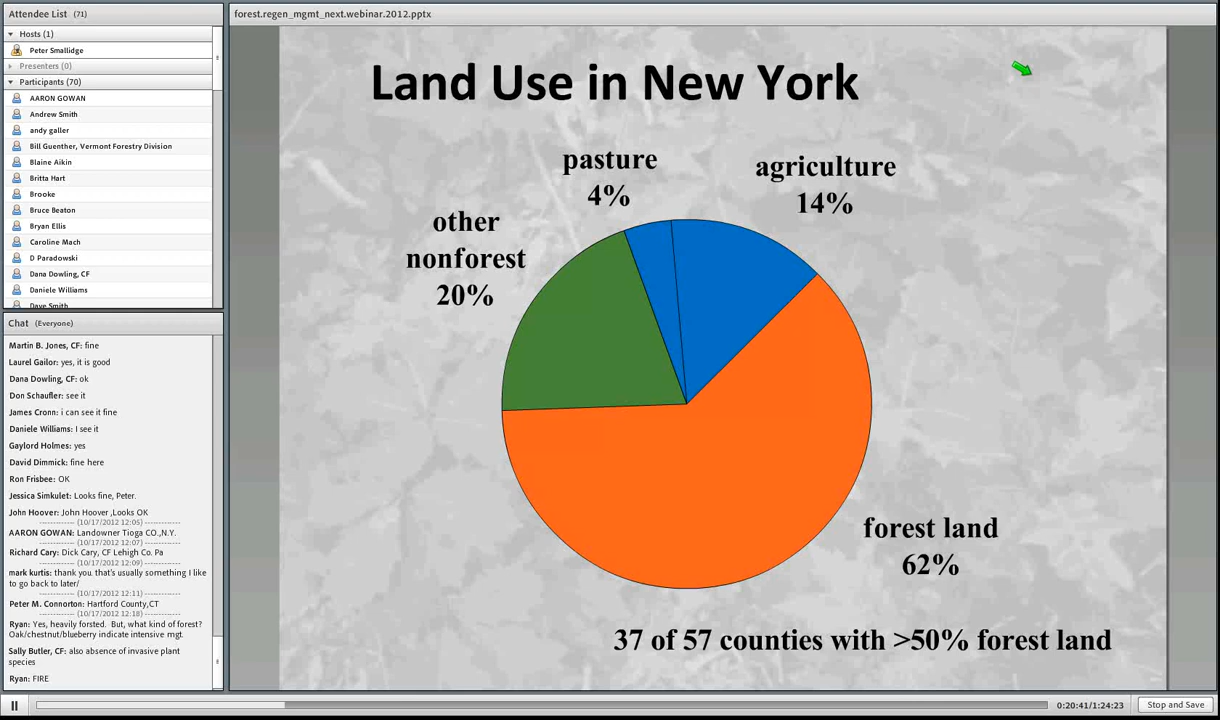 Attendee List (71)
Hosts (1)
Peter Smallidge
Presenters (0)
Participants (70)
AARON GOWAN
Andrew Smith
andy galler
Bill Guenther, Vermont Forestry Division
Blaine Aikin
Britta Hart
Brooke
Bruce Beaton
Bryan Ellis
Caroline Mach
D Paradowski
Dana Dowling, CF
Daniele Williams
Dave Smith
Chat (Everyone)
Martin B. Jones, CF: fine
Laurel Gailor: yes, it is good
Dana Dowling, CF: ok
Don Schaufler: see it
James Cronn: i can see it fine
Daniele Williams: I see it
Gaylord Holmes: yes
David Dimmick: fine here
Ron Frisbee: OK
Jessica Simkulet: Looks fine, Peter.
John Hoover: John Hoover ,Looks OK
------------- (10/17/2012 12:05) -------------
AARON GOWAN: Landowner Tioga CO.,N.Y.
------------- (10/17/2012 12:07) -------------
Richard Cary: Dick Cary, CF Lehigh Co. Pa
------------- (10/17/2012 12:09) -------------
mark kurtis: thank you. that's usually something I like
to go back to later/
------------- (10/17/2012 12:11) -------------
Peter M. Connorton: Hartford County,CT
------------- (10/17/2012 12:18) -------------
Ryan: Yes, heavily forsted. But, what kind of forest?
Oak/chestnut/blueberry indicate intensive mgt.
Sally Butler, CF: also absence of invasive plant
species
Ryan: FIRE
forest.regen_mgmt_next.webinar.2012.pptx
Land Use in New York
pasture
4%
agriculture
14%
other
nonforest
20%
forest land
62%
37 of 57 counties with >50% forest land
0:20:41/1:24:23
Stop and Save